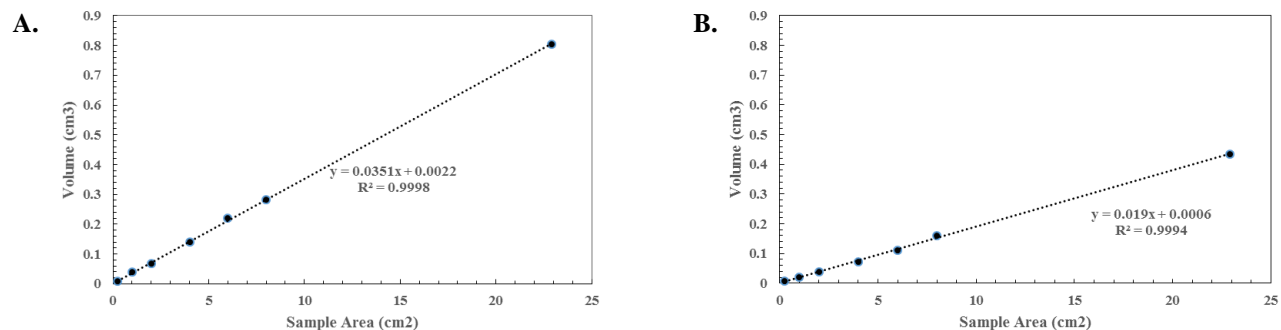 A.
0.9
0.8
0.7
0.6
0.5
0.4
0.3
0.2
0.1
0
Volume (cm3)
y = 0.0351x + 0.0022
R² = 0.9998
0 5 10 15 20 25
Sample Area (cm2)
B.
0.9
0.8
0.7
0.6
0.5
0.4
0.3
0.2
0.1
0
Volume (cm3)
y = 0.019x + 0.0006
R² = 0.9994
0 5 10 15 20 25
Sample Area (cm2)